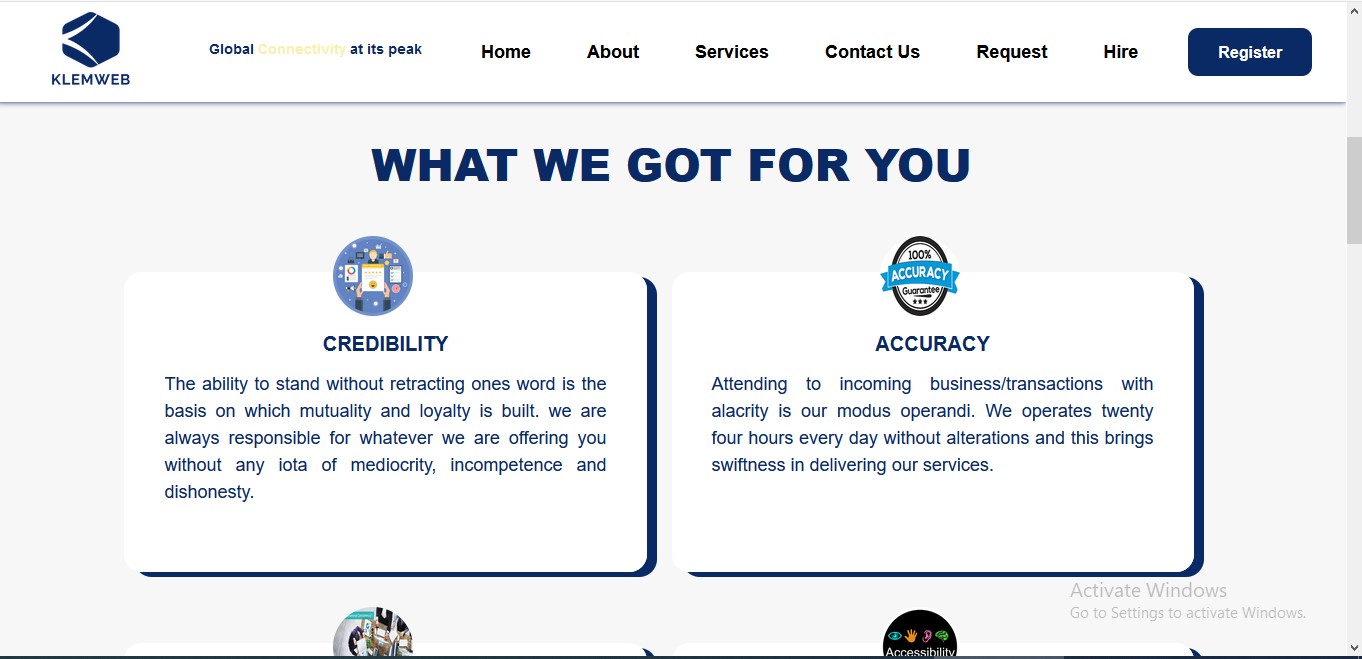 KLEMWEB
Global Connectivity at its peak
Home
About
Services
Contact Us
Request
Hire
Register
WHAT WE GOT FOR YOU
CREDIBILITY
The ability to stand without retracting ones word is the
basis on which mutuality and loyalty is built. we are
always responsible for whatever we are offering you
without any iota of mediocrity, incompetence and
dishonesty.
100%
ACCURACY
Guarantee
ACCURACY
Attending to incoming business/transactions with
alacrity is our modus operandi. We operates twenty
four hours every day without alterations and this brings
swiftness in delivering our services.
Activate Windows
Go to Settings to activate Windows.
Accessibility